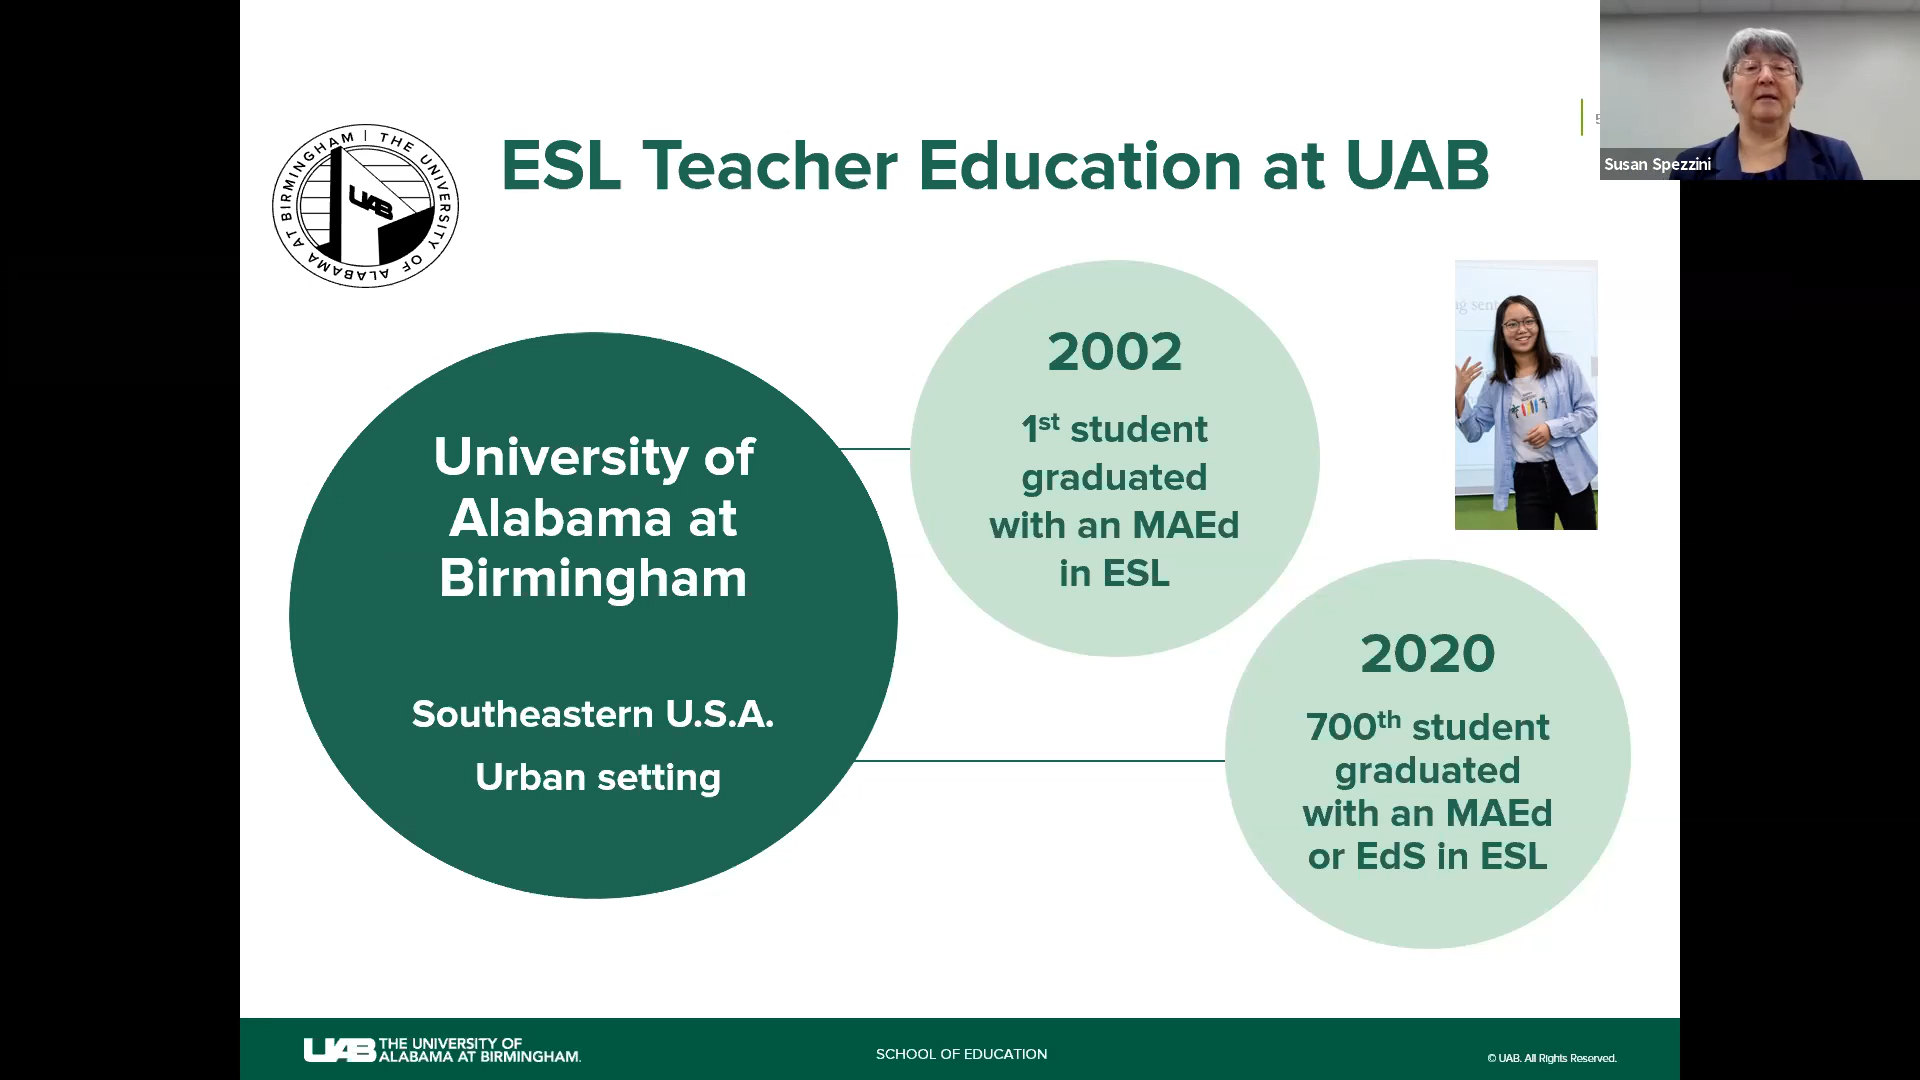 ESL Teacher Education at UAB
5
Susan Spezzini
THE UNIVERSITY OF ALABAMA AT BIRMINGHAM |
UAB
University of
Alabama at
Birmingham
Southeastern U.S.A.
Urban setting
2002
1st student
graduated
with an MAEd
in ESL
2020
700th student
graduated
with an MAEd
or EdS in ESL
UAB THE UNIVERSITY OF
ALABAMA AT BIRMINGHAM.
SCHOOL OF EDUCATION
© UAB. All Rights Reserved.